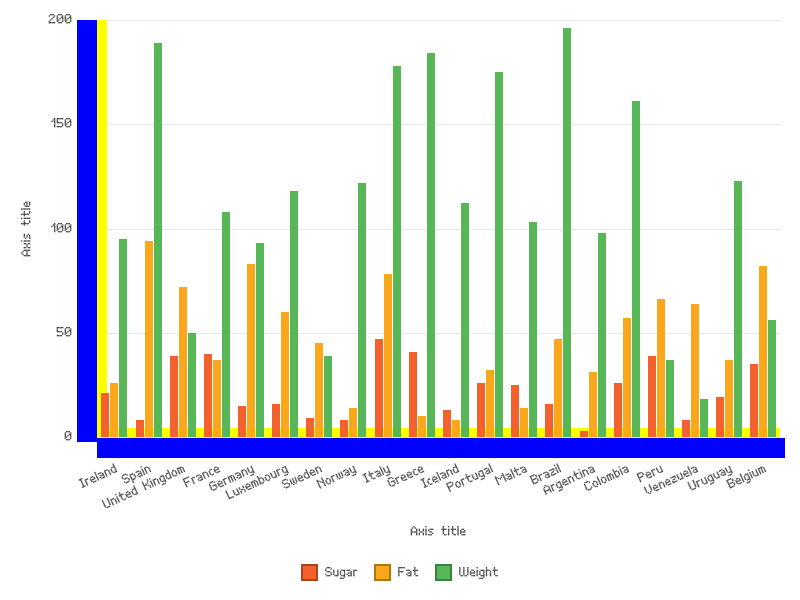 200
150
100
50
0
Axis title
Ireland
Spain
United Kingdom
France
Germany
Luxembourg
Sweden
Norway
Italy
Greece
Iceland
Portugal
Malta
Brazil
Argentina
Colombia
Peru
Venezuela
Uruguay
Belgium
Axis title
Sugar Fat Weight